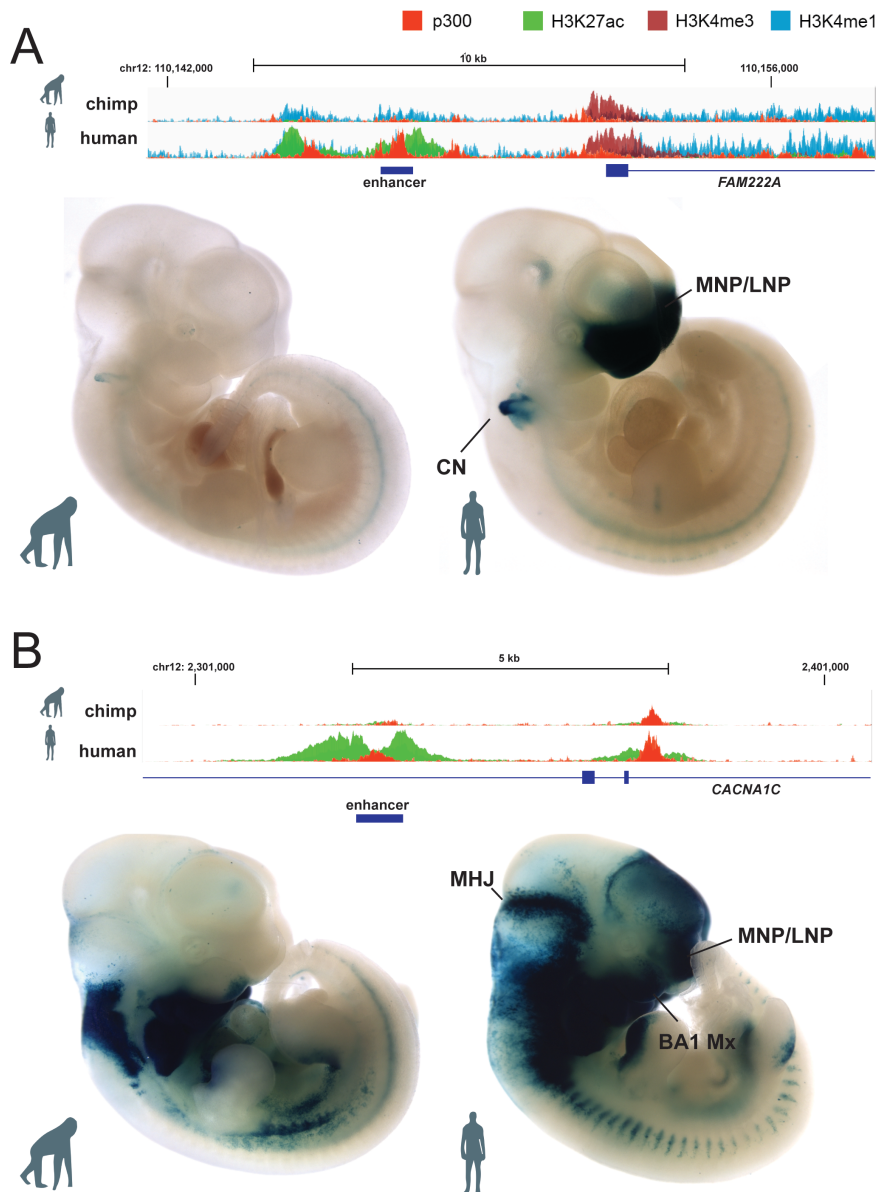 p300 H3K27ac H3K4me3 H3K4me1
A
10 kb
chr12: 110,142,000 110,156,000
chimp
human
enhancer FAM222A
MNP/LNP
CN
B
5 kb
chr12: 2,301,000 2,401,000
chimp
human
CACNA1C
enhancer
MHJ
MNP/LNP
BA1 Mx